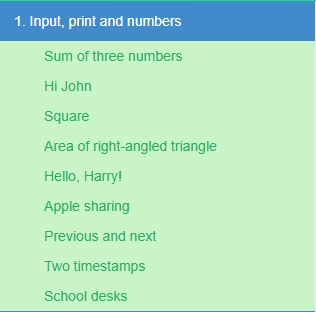 1. Input, print and numbers
Sum of three numbers
Hi John
Square
Area of right-angled triangle
Hello, Harry!
Apple sharing
Previous and next
Two timestamps
School desks